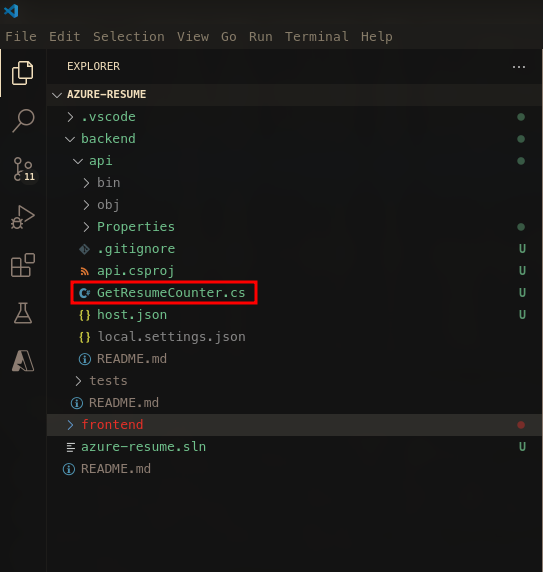 File Edit Selection View Go Run Terminal Help
EXPLORER ...
AZURE-RESUME
.vscode
backend
api
bin
11
obj
Properties
.gitignore U
api.csproj U
GetResumeCounter.cs U
{} host.json U
{} local.settings.json
README.md
tests
README.md
frontend
azure-resume.sln U
README.md